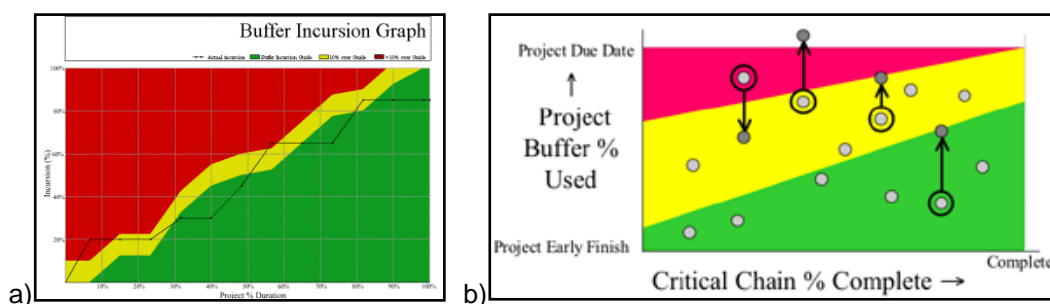 Buffer Incursion Graph
Actual Incursion Buffer Incursion Guide 10% over Guide >10% over Guide
100%
80%
60%
40%
20%
Incursion (%)
10% 20% 30% 40% 50% 60% 70% 80% 90% 100%
Project % Duration
a)
Project Due Date
Project
Buffer %
Used
Project Early Finish
Complete
Critical Chain % Complete →
b)